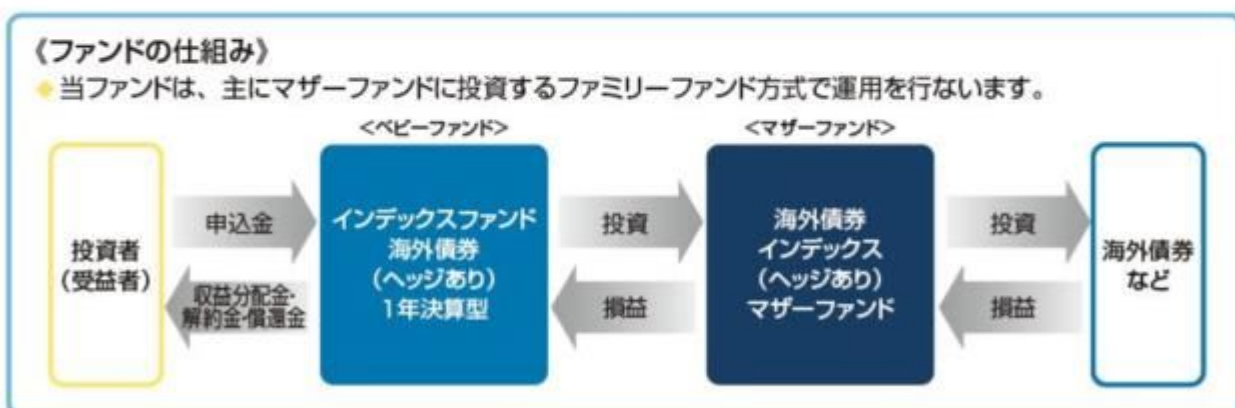 《ファンドの仕組み》
◆当ファンドは、主にマザーファンドに投資するファミリーファンド方式で運用を行ないます。
<ベビーファンド>
<マザーファンド>
投資者
(受益者)
申込金
収益分配金・
解約金・償還金
インデックスファンド
海外債券
(ヘッジあり)
1年決算型
投資
損益
海外債券
インデックス
(ヘッジあり)
マザーファンド
投資
損益
海外債券
など